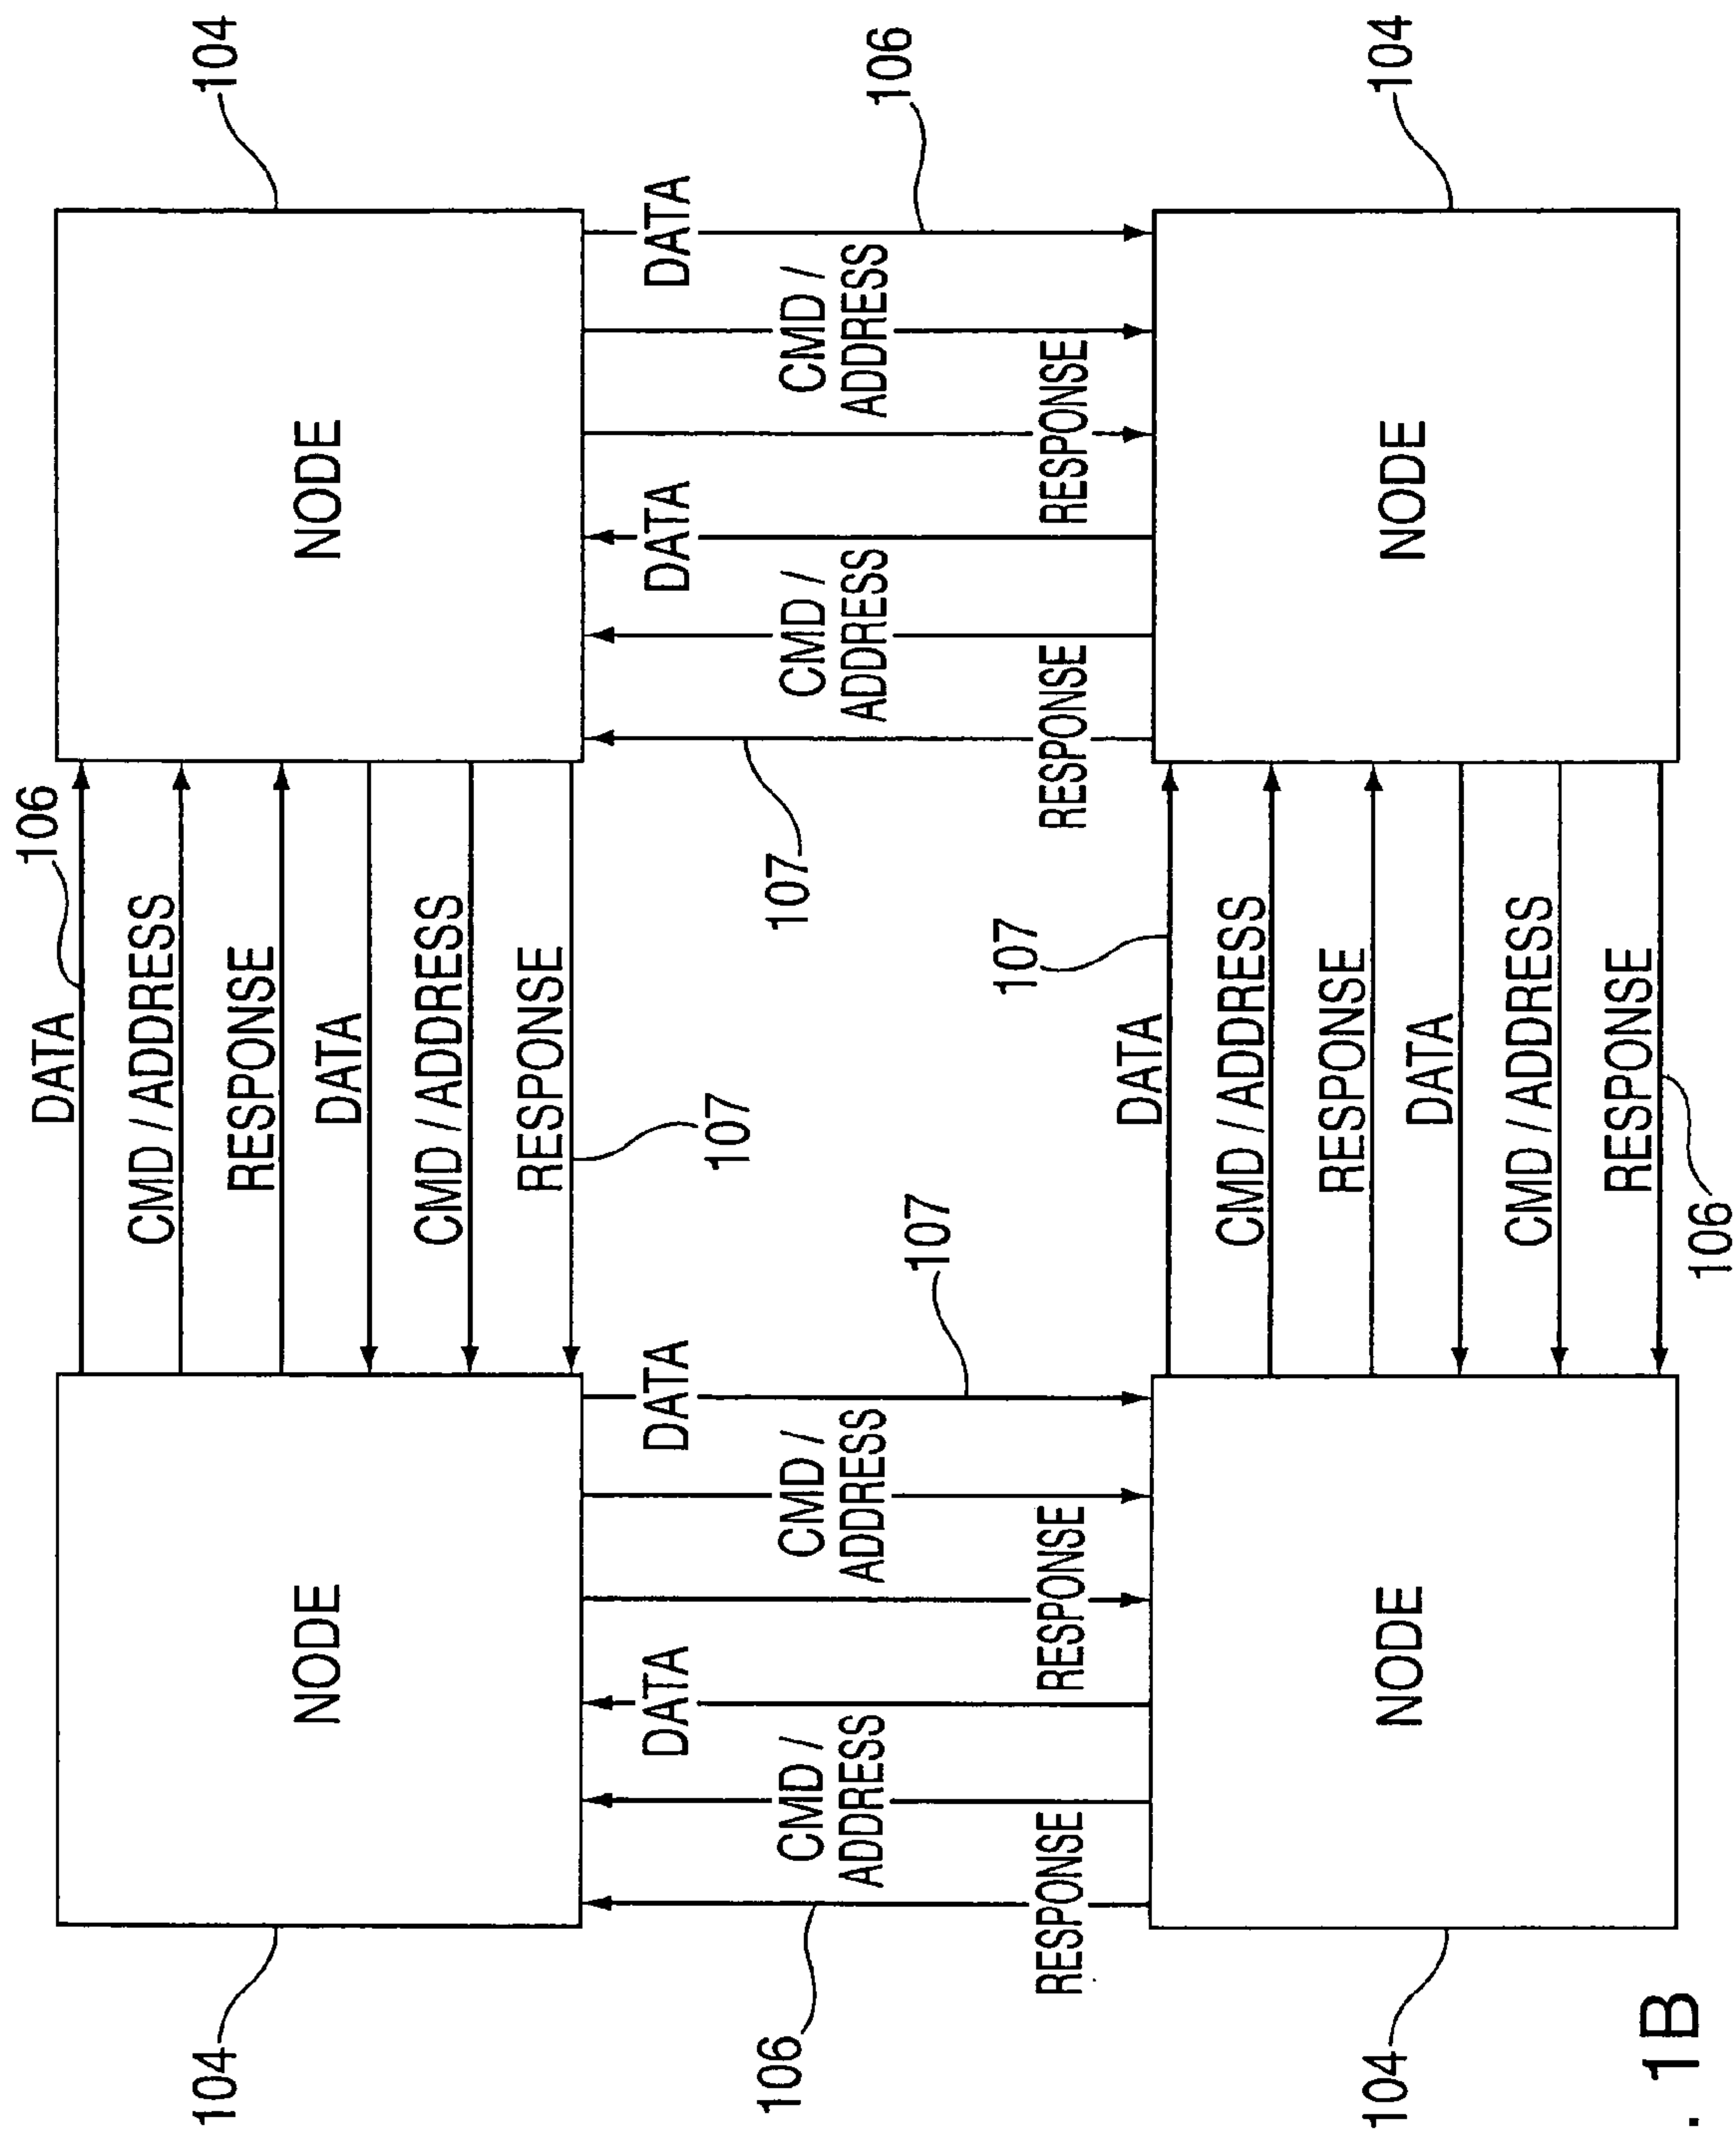 106
DATA
CMD / ADDRESS
104
104
RESPONSE
NODE
NODE
DATA
CMD / ADDRESS
RESPONSE
DATA
DATA
DATA
DATA
107
106
107
CMD /
ADDRESS
CMD /
ADDRESS
CMD /
ADDRESS
CMD /
ADDRESS
106
107
107
RESPONSE
RESPONSE
RESPONSE
RESPONSE
DATA
CMD / ADDRESS
RESPONSE
104
104
NODE
NODE
DATA
CMD / ADDRESS
RESPONSE
106
. 1B